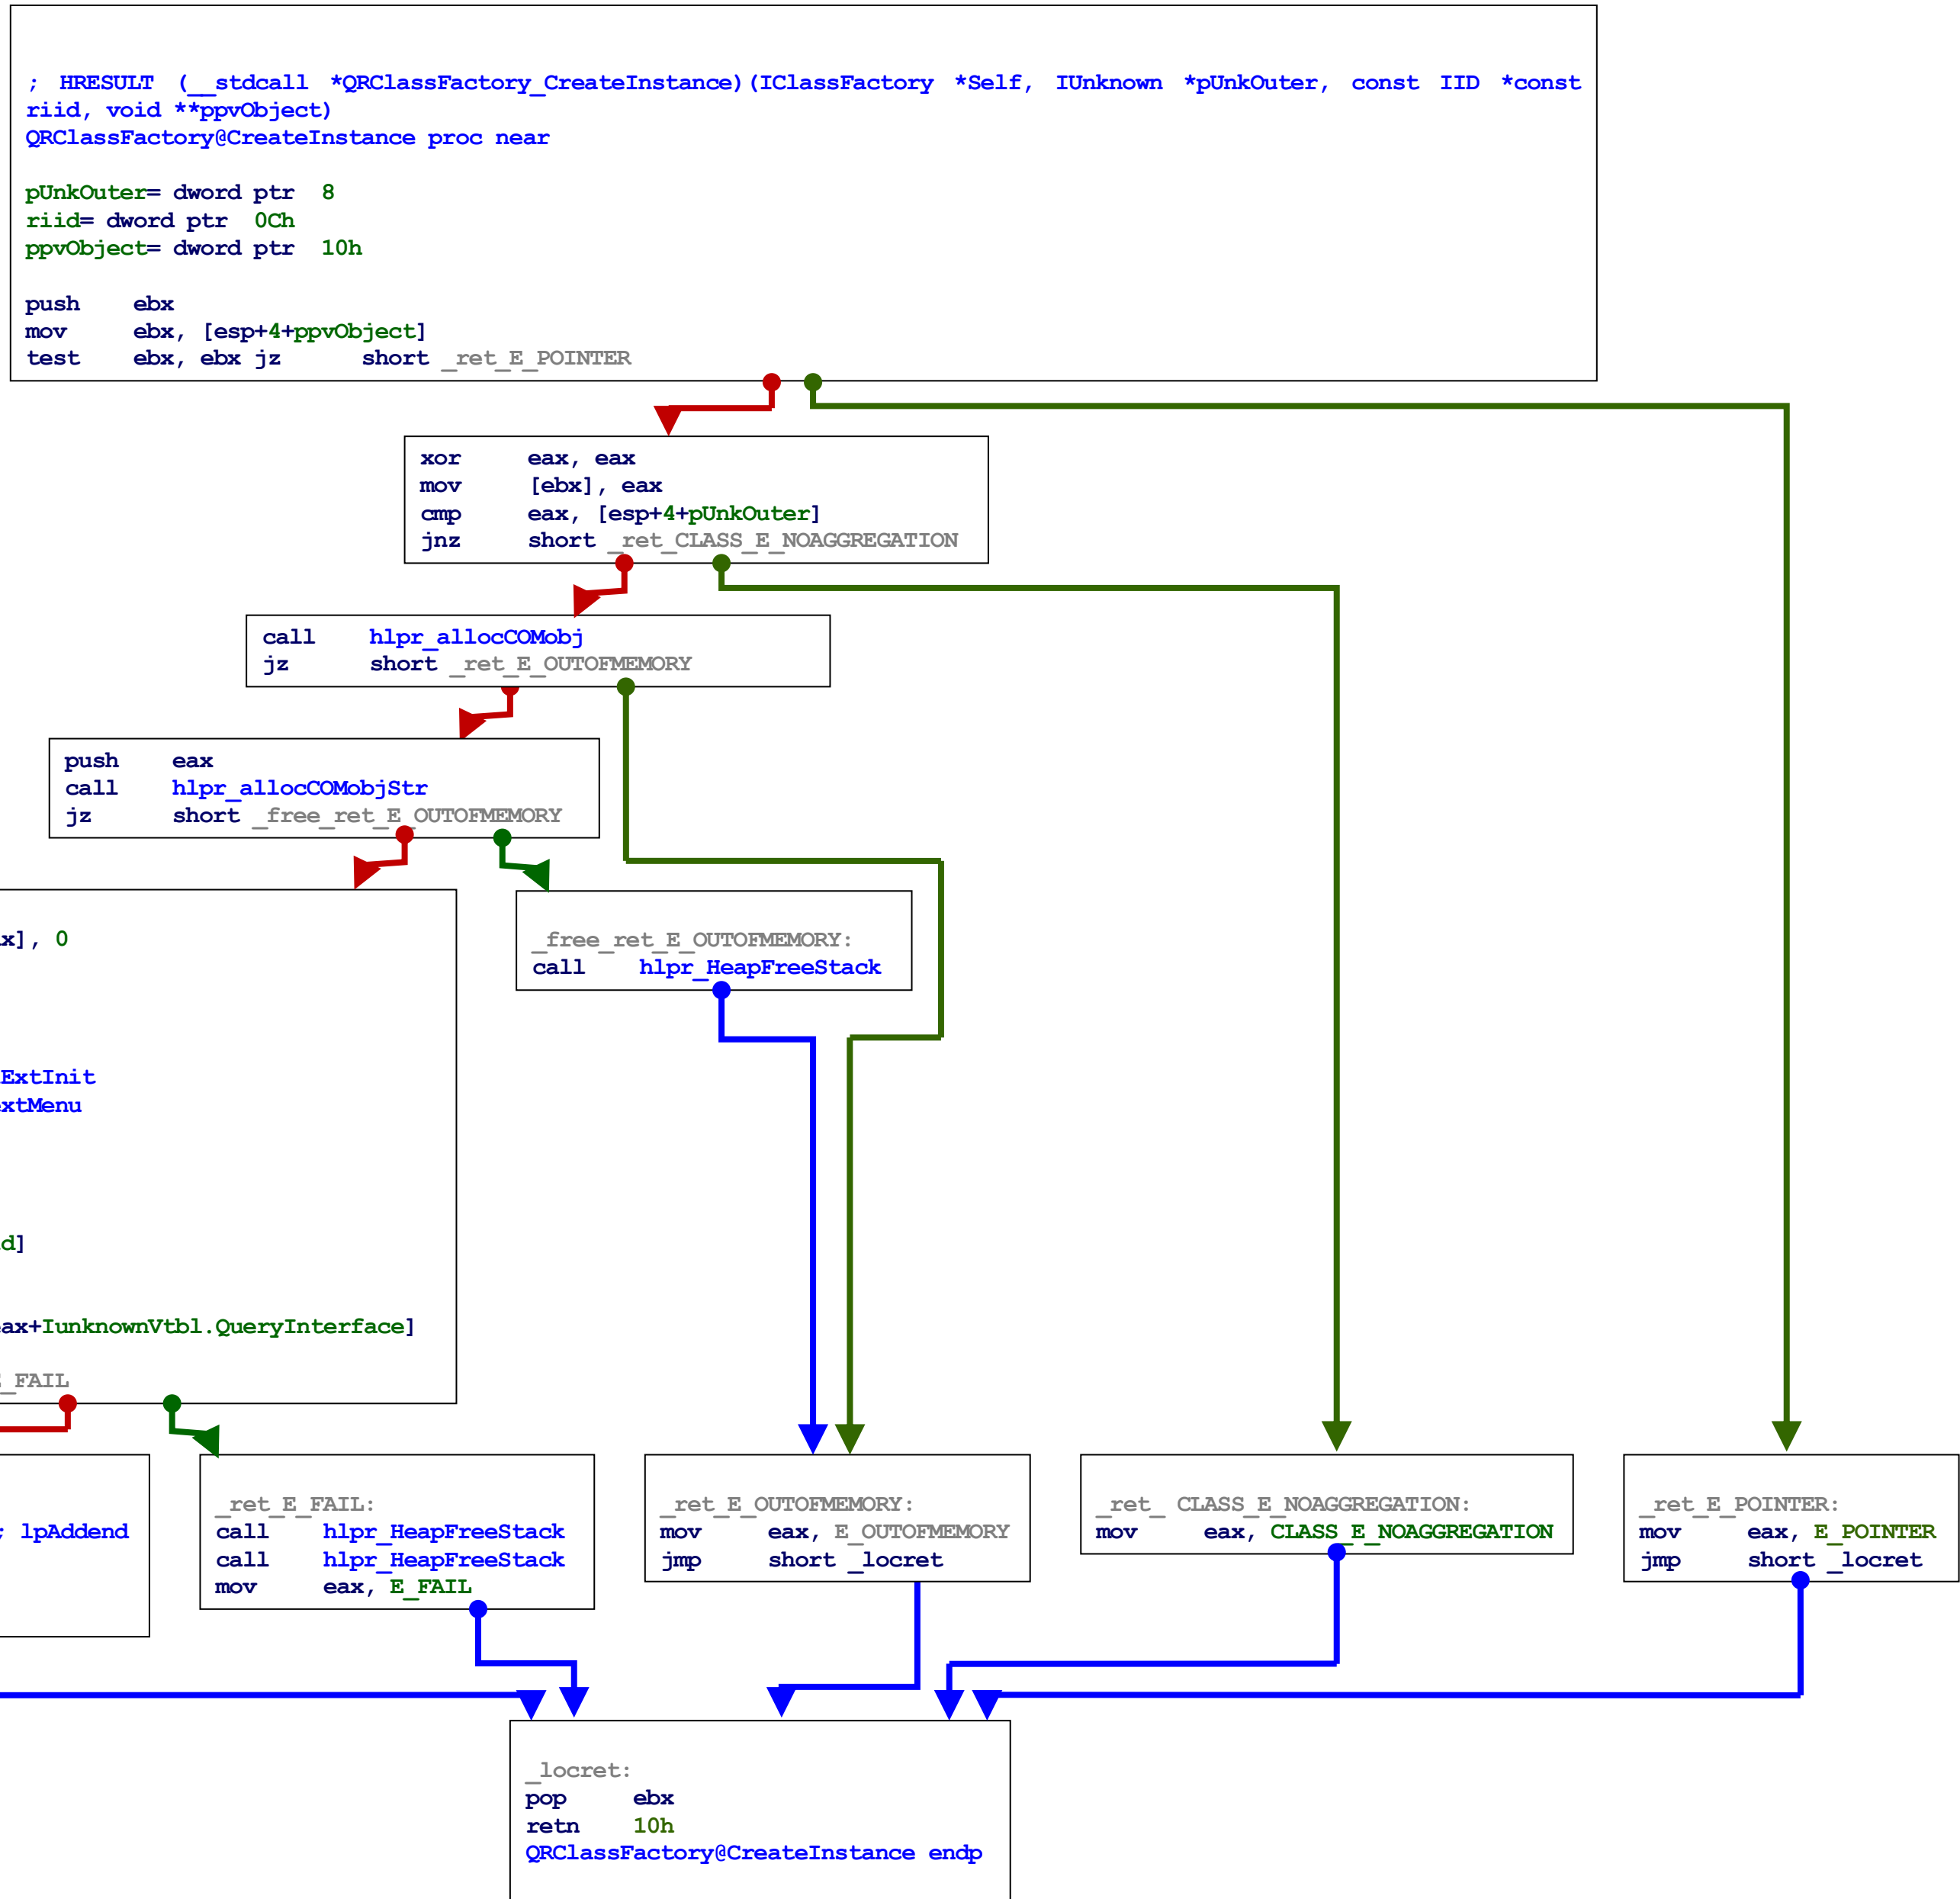 ; HRESULT (__stdcall *QRClassFactory_CreateInstance)(IClassFactory *Self, IUnknown *pUnkOuter, const IID *const
riid, void **ppvObject)
QRClassFactory@CreateInstance proc near
pUnkOuter= dword ptr 8
riid= dword ptr 0Ch
ppvObject= dword ptr 10h
push ebx
mov ebx, [esp+4+ppvObject]
test ebx, ebx jz short _ret_E_POINTER
xor eax, eax
mov [ebx], eax
cmp eax, [esp+4+pUnkOuter]
jnz short _ret_CLASS_E_NOAGGREGATION
call hlpr_allocCOMobj
jz short _ret_E_OUTOFMEMORY
push eax
call hlpr_allocCOMobjStr
jz short _free_ret_E_OUTOFMEMORY
x], 0
ExtInit
xtMenu
d]
ax+IunknownVtbl.QueryInterface]
_FAIL
_free_ret_E_OUTOFMEMORY:
call hlpr_HeapFreeStack
; lpAddend
_ret_E_FAIL:
call hlpr_HeapFreeStack
call hlpr_HeapFreeStack
mov eax, E_FAIL
_ret_E_OUTOFMEMORY:
mov eax, E_OUTOFMEMORY
jmp short _locret
_ret_ CLASS_E_NOAGGREGATION:
mov eax, CLASS_E_NOAGGREGATION
_ret_E_POINTER:
mov eax, E_POINTER
jmp short _locret
_locret:
pop ebx
retn 10h
QRClassFactory@CreateInstance endp